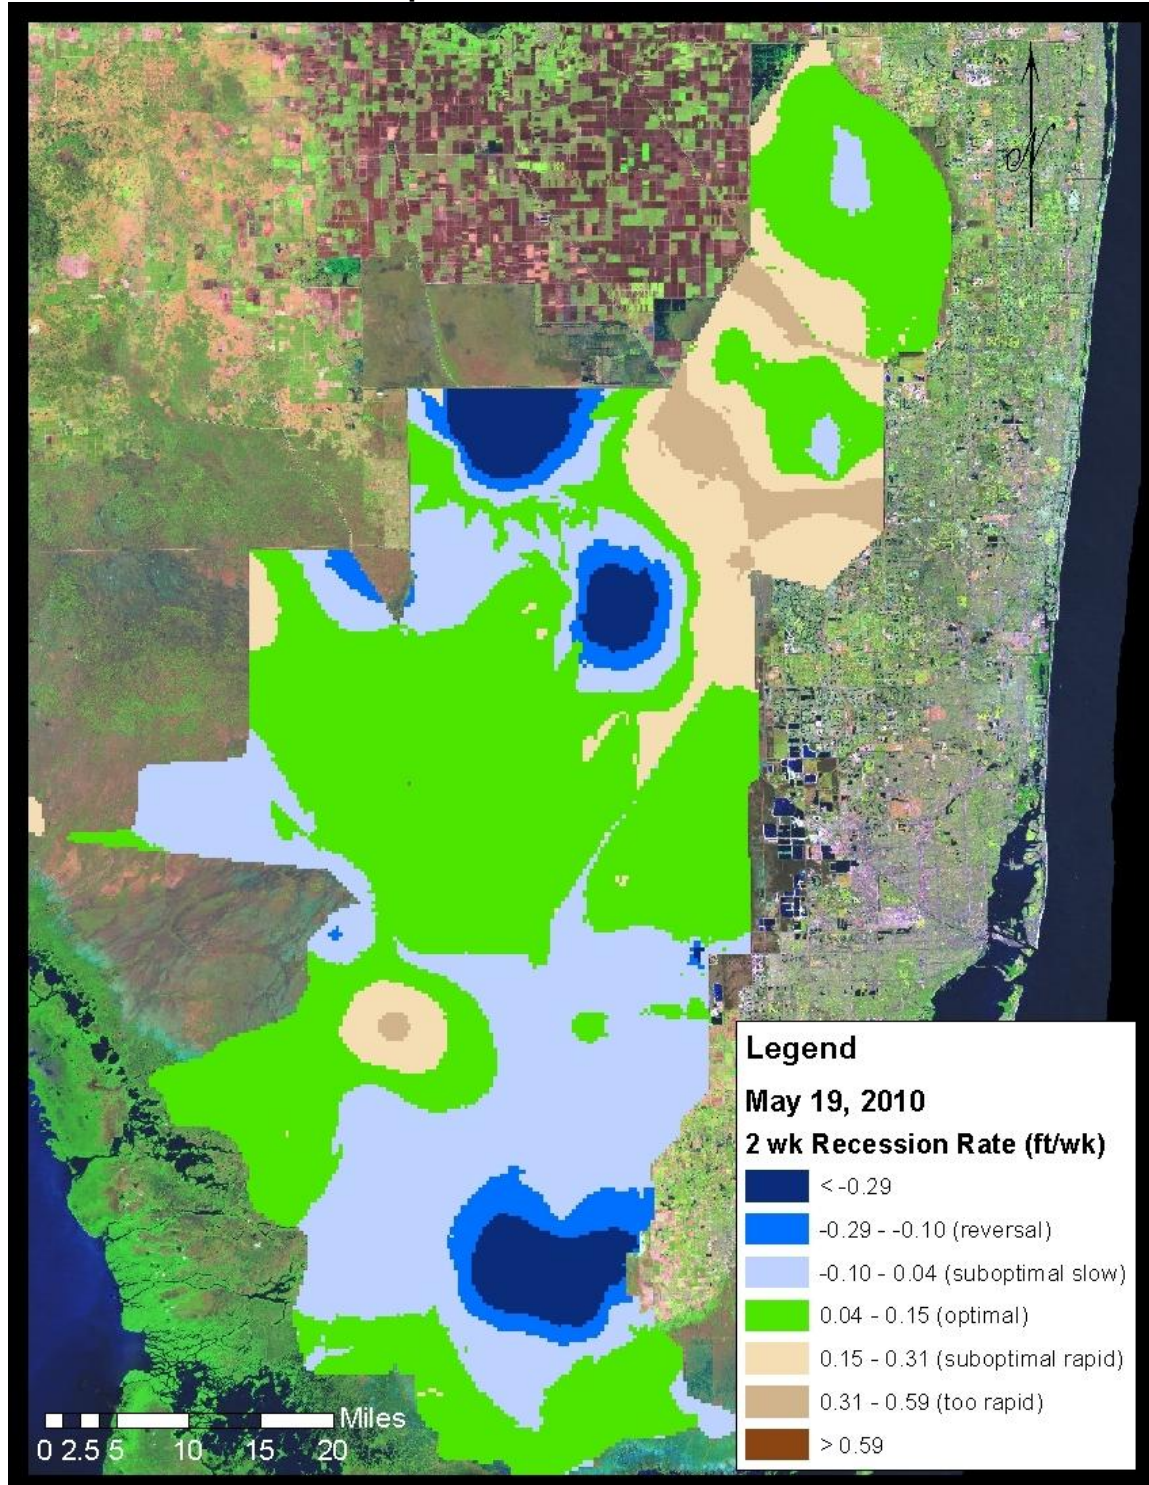 N
Legend
May 19, 2010
2 wk Recession Rate (ft/wk)
< -0.29
-0.29 - -0.10 (reversal)
-0.10 - 0.04 (suboptimal slow)
0.04 - 0.15 (optimal)
0.15 - 0.31 (suboptimal rapid)
0.31 - 0.59 (too rapid)
> 0.59
Miles
0 2.5 5 10 15 20